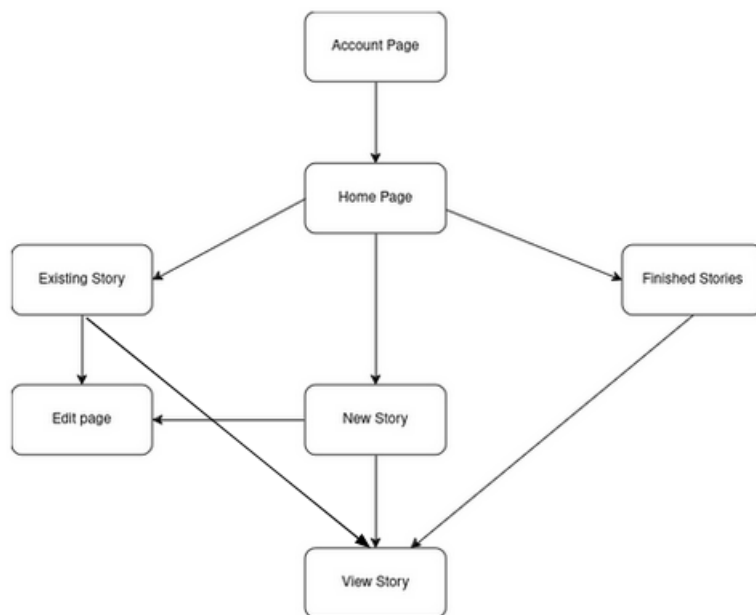 Account Page
Home Page
Existing Story
Finished Stories
Edit page
New Story
View Story